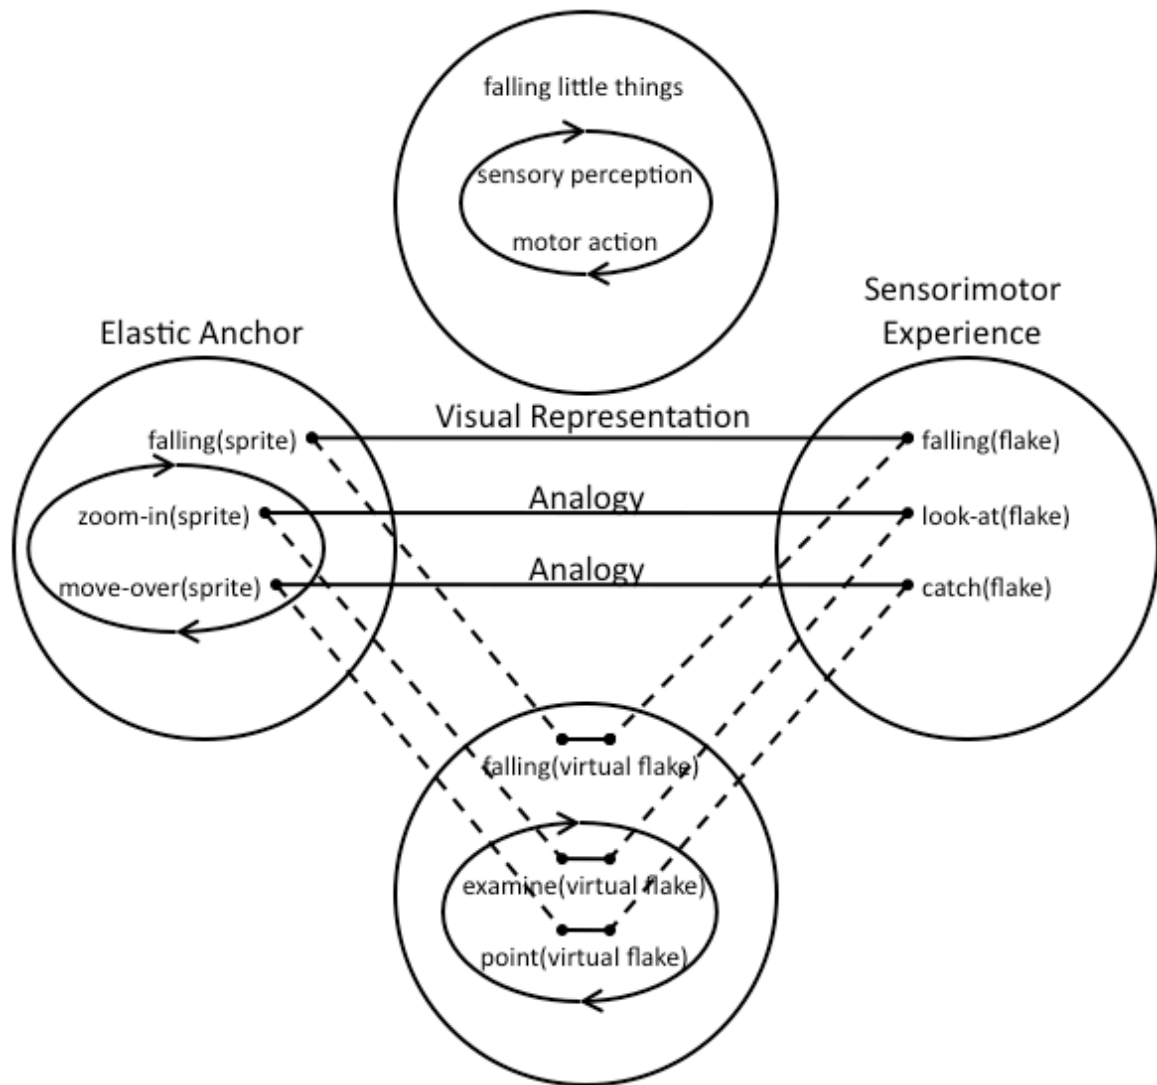 falling little things
sensory perception
motor action
Elastic Anchor
Sensorimotor
Experience
Visual Representation
falling(sprite)
falling(flake)
Analogy
zoom-in(sprite)
look-at(flake)
Analogy
move-over(sprite)
catch(flake)
falling(virtual flake)
examine(virtual flake)
point(virtual flake)